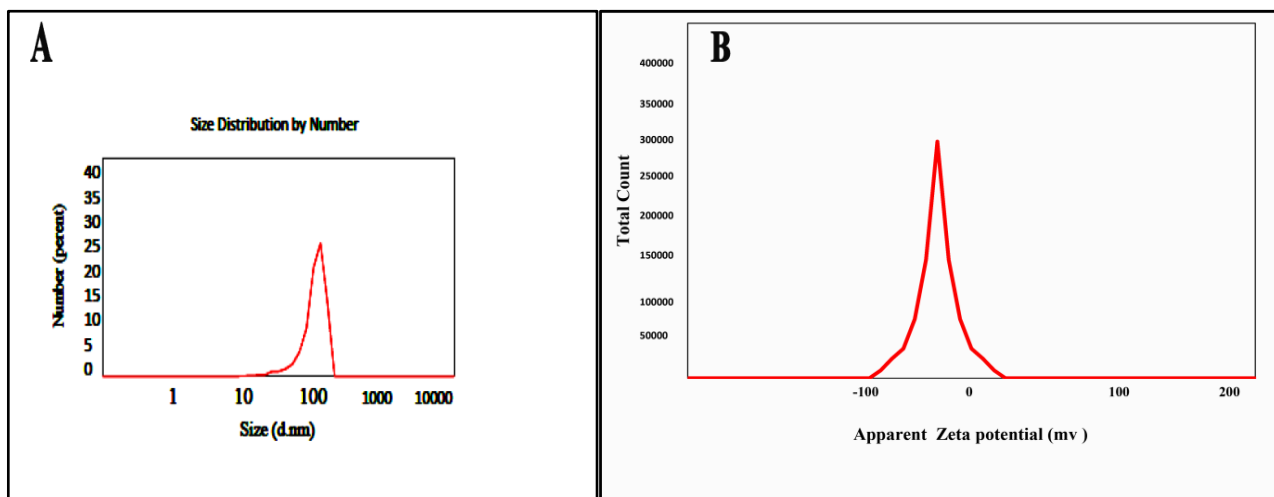 A
Size Distribution by Number
40
35
30
25
20
15
10
5
0
Number (perent)
1 10 100 1000 10000
Size (d.nm)
B
400000
350000
300000
250000
200000
150000
100000
50000
Total Count
-100 0 100 200
Apparent Zeta potential (mv )